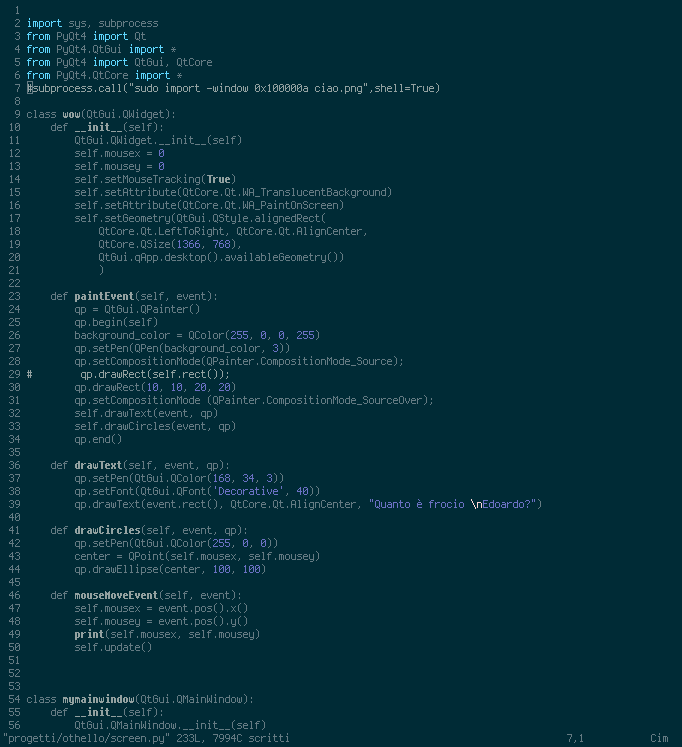 1
2 import sys, subprocess
3 from PyQt4 import Qt
4 from PyQt4.QtGui import *
5 from PyQt4 import QtGui, QtCore
6 from PyQt4.QtCore import *
7 #subprocess.call("sudo import -window 0x100000a ciao.png",shell=True)
8
9 class wow(QtGui.QWidget):
10     def __init__(self):
11         QtGui.QWidget.__init__(self)
12         self.mousex = 0
13         self.mousey = 0
14         self.setMouseTracking(True)
15         self.setAttribute(QtCore.Qt.WA_TranslucentBackground)
16         self.setAttribute(QtCore.Qt.WA_PaintOnScreen)
17         self.setGeometry(QtGui.QStyle.alignedRect(
18             QtCore.Qt.LeftToRight, QtCore.Qt.AlignCenter,
19             QtCore.QSize(1366, 768),
20             QtGui.qApp.desktop().availableGeometry())
21             )
22
23     def paintEvent(self, event):
24         qp = QtGui.QPainter()
25         qp.begin(self)
26         background_color = QColor(255, 0, 0, 255)
27         qp.setPen(QPen(background_color, 3))
28         qp.setCompositionMode(QPainter.CompositionMode_Source);
29 #        qp.drawRect(self.rect());
30         qp.drawRect(10, 10, 20, 20)
31         qp.setCompositionMode (QPainter.CompositionMode_SourceOver);
32         self.drawText(event, qp)
33         self.drawCircles(event, qp)
34         qp.end()
35
36     def drawText(self, event, qp):
37         qp.setPen(QtGui.QColor(168, 34, 3))
38         qp.setFont(QtGui.QFont('Decorative', 40))
39         qp.drawText(event.rect(), QtCore.Qt.AlignCenter, "Quanto è frocio \nEdoardo?")
40
41     def drawCircles(self, event, qp):
42         qp.setPen(QtGui.QColor(255, 0, 0))
43         center = QPoint(self.mousex, self.mousey)
44         qp.drawEllipse(center, 100, 100)
45
46     def mouseMoveEvent(self, event):
47         self.mousex = event.pos().x()
48         self.mousey = event.pos().y()
49         print(self.mousex, self.mousey)
50         self.update()
51
52
53
54 class mymainwindow(QtGui.QMainWindow):
55     def __init__(self):
56         QtGui.QMainWindow.__init__(self)
"progetti/othello/screen.py" 233L, 7994C scritti 7,1 Cim